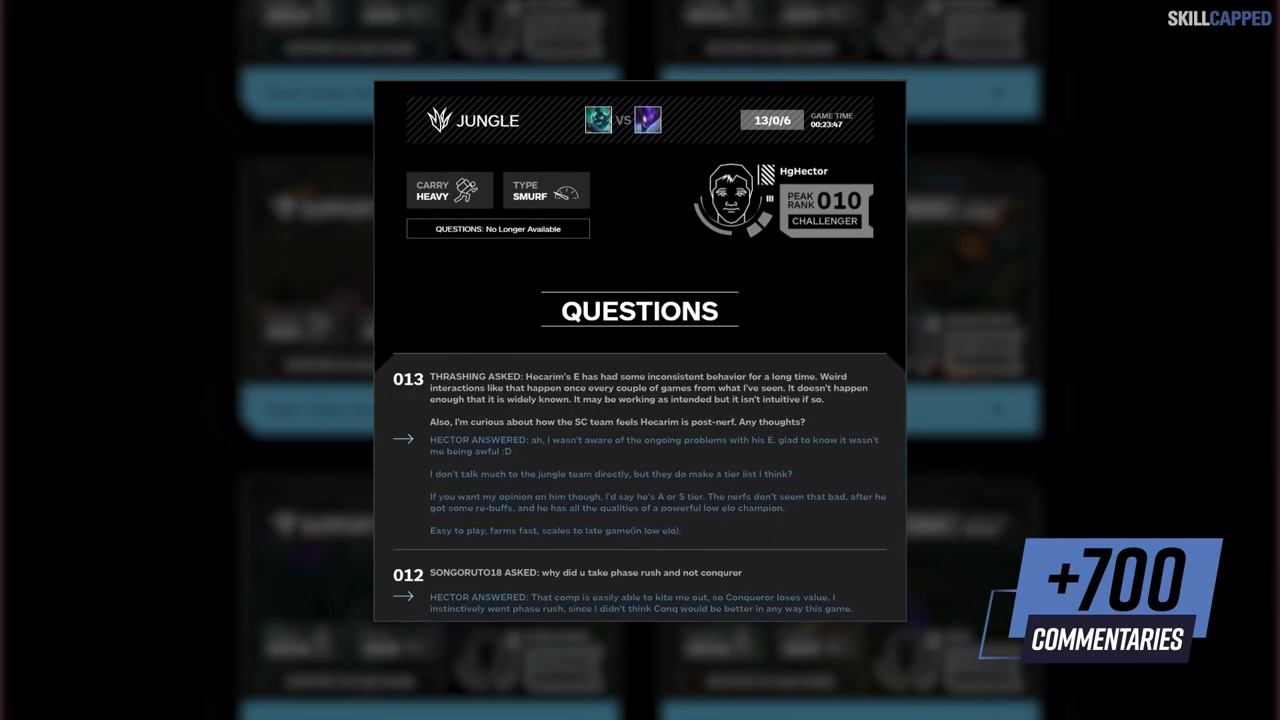 SKILLCAPPED
JUNGLE
VS
13/0/6
GAME TIME
00:23:47
CARRY
HEAVY
TYPE
SMURF
HgHector
PEAK
RANK
010
CHALLENGER
QUESTIONS: No Longer Available
QUESTIONS
013
THRASHING ASKED: Hecarim's E has had some inconsistent behavior for a long time. Weird
interactions like that happen once every couple of games from what I've seen. It doesn't happen
enough that it is widely known. It may be working as intended but it isn't intuitive if so.
Also, I'm curious about how the SC team feels Hecarim is post-nerf. Any thoughts?
HECTOR ANSWERED: ah, I wasn't aware of the ongoing problems with his E. glad to know it wasn't
me being awful :D
I don't talk much to the jungle team directly, but they do make a tier list I think?
If you want my opinion on him though, I'd say he's A or S tier. The nerfs don't seem that bad, after he
got some re-buffs, and he has all the qualities of a powerful low elo champion.
Easy to play, farms fast, scales to late game(in low elo).
012
SONGORUTO18 ASKED: why did u take phase rush and not conqurer
HECTOR ANSWERED: That comp is easily able to kite me out, so Conqueror loses value. I
instinctively went phase rush, since I didn't think Conq would be better in any way this game.
+700
COMMENTARIES